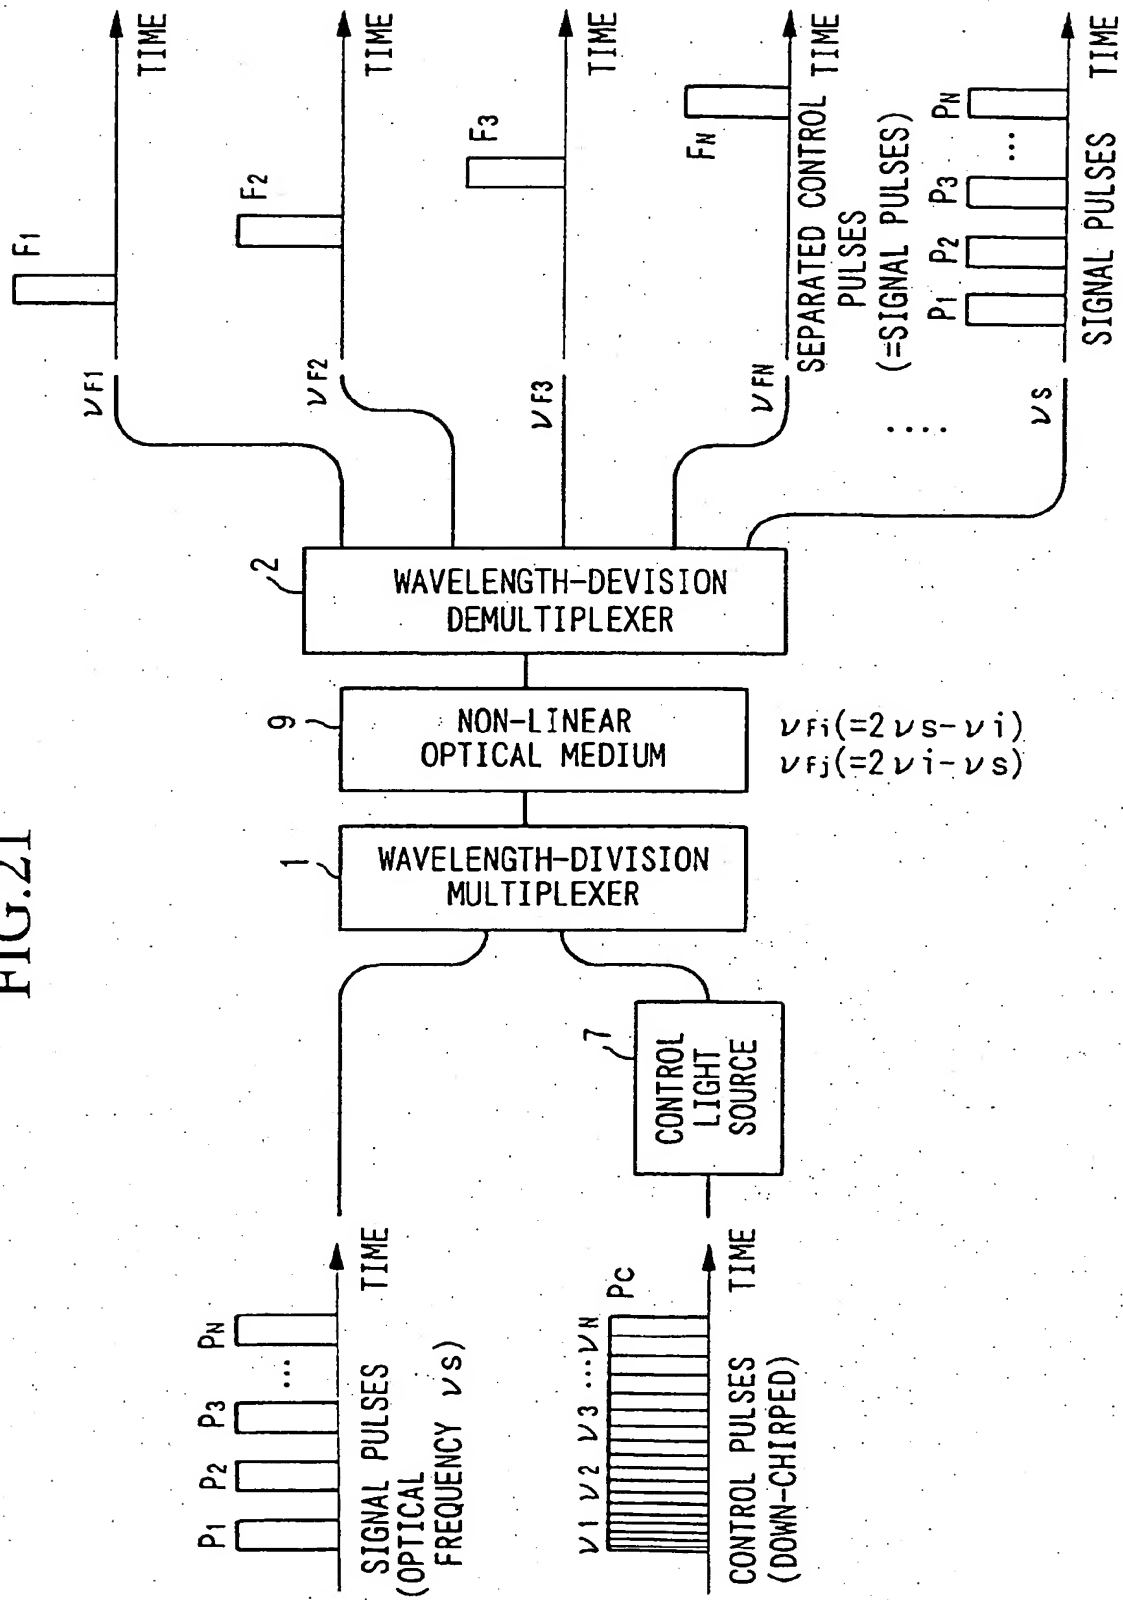 FIG.21
P1 P2 P3 ... PN
TIME
SIGNAL PULSES
(OPTICAL
FREQUENCY νs)
ν1 ν2 ν3 ...νN
Pc
TIME
CONTROL PULSES
(DOWN-CHIRPED)
7
CONTROL
LIGHT
SOURCE
1
WAVELENGTH-DIVISION
MULTIPLEXER
9
NON-LINEAR
OPTICAL MEDIUM
νFi(=2νs-νi)
νFj(=2νi-νs)
2
WAVELENGTH-DEVISION
DEMULTIPLEXER
νF1
F1
TIME
νF2
F2
TIME
νF3
F3
TIME
νFN
FN
TIME
SEPARATED CONTROL
PULSES
(=SIGNAL PULSES)
....
νs
P1 P2 P3 ... PN
TIME
SIGNAL PULSES